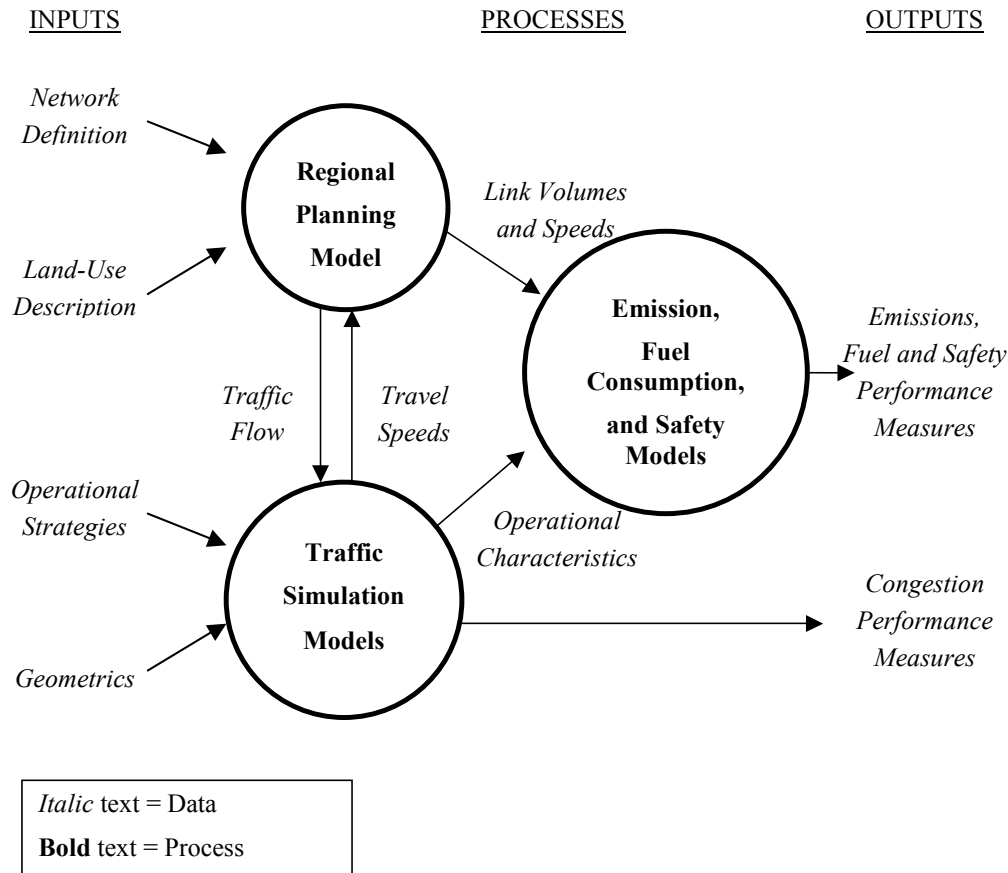 INPUTS
PROCESSES
OUTPUTS
Network
Definition
Land-Use
Description
Regional
Planning
Model
Link Volumes
and Speeds
Emission,
Fuel
Consumption,
and Safety
Models
Emissions,
Fuel and Safety
Performance
Measures
Traffic
Flow
Travel
Speeds
Operational
Strategies
Geometrics
Traffic
Simulation
Models
Operational
Characteristics
Congestion
Performance
Measures
Italic text = Data
Bold text = Process